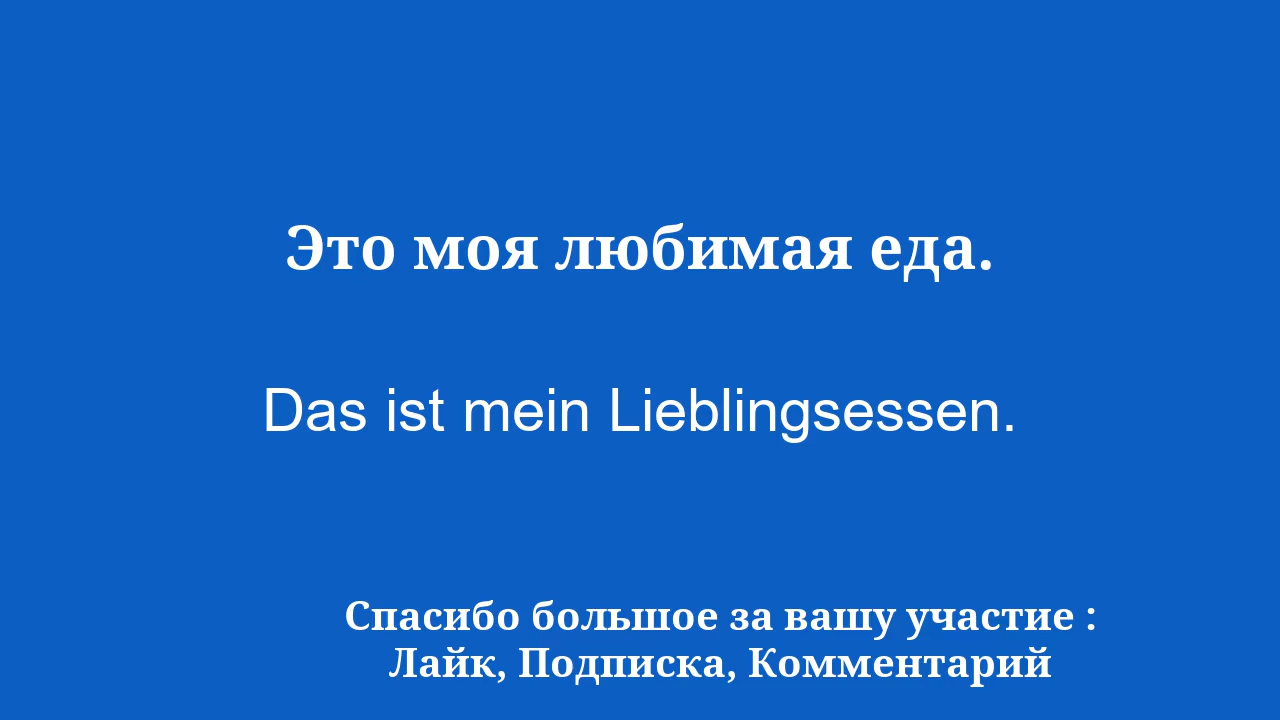 Это моя любимая еда.
Das ist mein Lieblingsessen.
Спасибо большое за вашу участие :
Лайк, Подписка, Комментарий